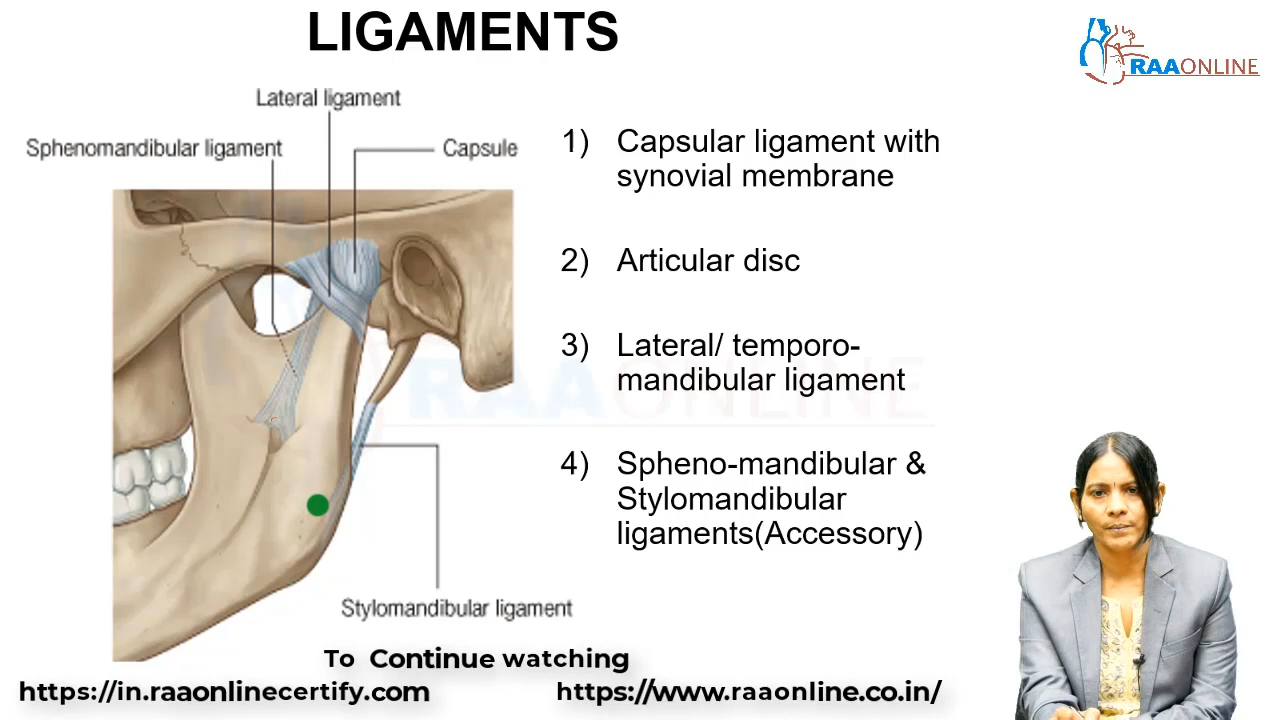 LIGAMENTS
RAAONLINE
Lateral ligament
Sphenomandibular ligament
Capsule
1) Capsular ligament with
synovial membrane
2) Articular disc
3) Lateral/ temporo-
mandibular ligament
RAAONLINE
4) Spheno-mandibular &
Stylomandibular
ligaments(Accessory)
Stylomandibular ligament
To Continue watching
https://in.raaonlinecertify.com
https://www.raaonline.co.in/